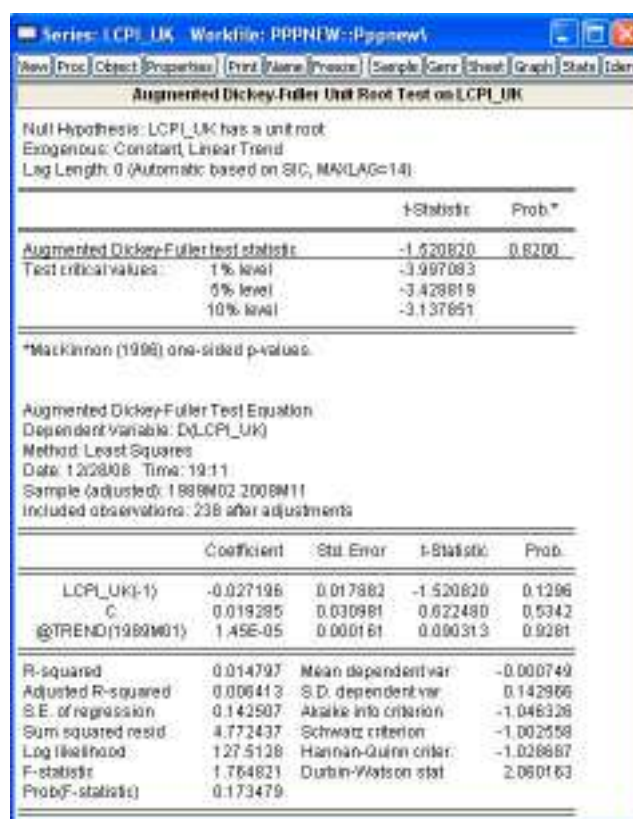 Series: LCPI_UK Workfile: PPPNEW::Pppnew\
View Proc Object Properties Print Name Freeze Sample Genr Sheet Graph Stats Ident
Augmented Dickey-Fuller Unit Root Test on LCPI_UK
Null Hypothesis: LCPI_UK has a unit root
Exogenous: Constant, Linear Trend
Lag Length: 0 (Automatic based on SIC, MAXLAG=14)
t-Statistic Prob.*
Augmented Dickey-Fuller test statistic -1.520820 0.8200
Test critical values: 1% level -3.997083
5% level -3.428819
10% level -3.137851
*MacKinnon (1996) one-sided p-values.
Augmented Dickey-Fuller Test Equation
Dependent Variable: D(LCPI_UK)
Method: Least Squares
Date: 12/28/08 Time: 19:11
Sample (adjusted): 1989M02 2008M11
Included observations: 238 after adjustments
Coefficient Std. Error t-Statistic Prob.
LCPI_UK(-1) -0.027196 0.017882 -1.520820 0.1296
C 0.019285 0.030981 0.622480 0.5342
@TREND(1989M01) 1.45E-05 0.000161 0.090313 0.9281
R-squared 0.014797 Mean dependent var -0.000749
Adjusted R-squared 0.006413 S.D. dependent var 0.142966
S.E. of regression 0.142507 Akaike info criterion -1.046326
Sum squared resid 4.772437 Schwarz criterion -1.002558
Log likelihood 127.5128 Hannan-Quinn criter. -1.028687
F-statistic 1.764821 Durbin-Watson stat 2.060163
Prob(F-statistic) 0.173479